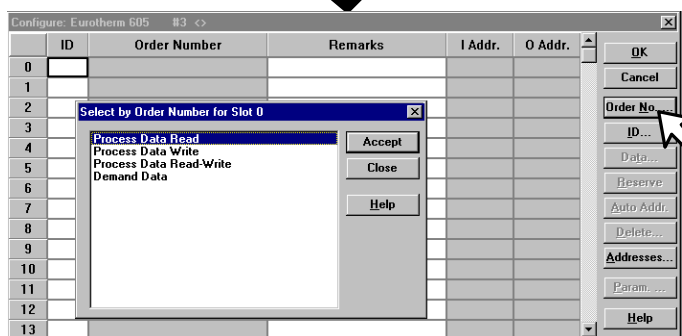 Configure: Eurotherm 605 #3 <>
ID Order Number Remarks I Addr. O Addr.
0
1
2
3
4
5
6
7
8
9
10
11
12
13
Select by Order Number for Slot 0
Process Data Read
Process Data Write
Process Data Read-Write
Demand Data
Accept
Close
Help
OK
Cancel
Order No....
ID...
Data...
Reserve
Auto Addr.
Delete...
Addresses...
Param. ...
Help